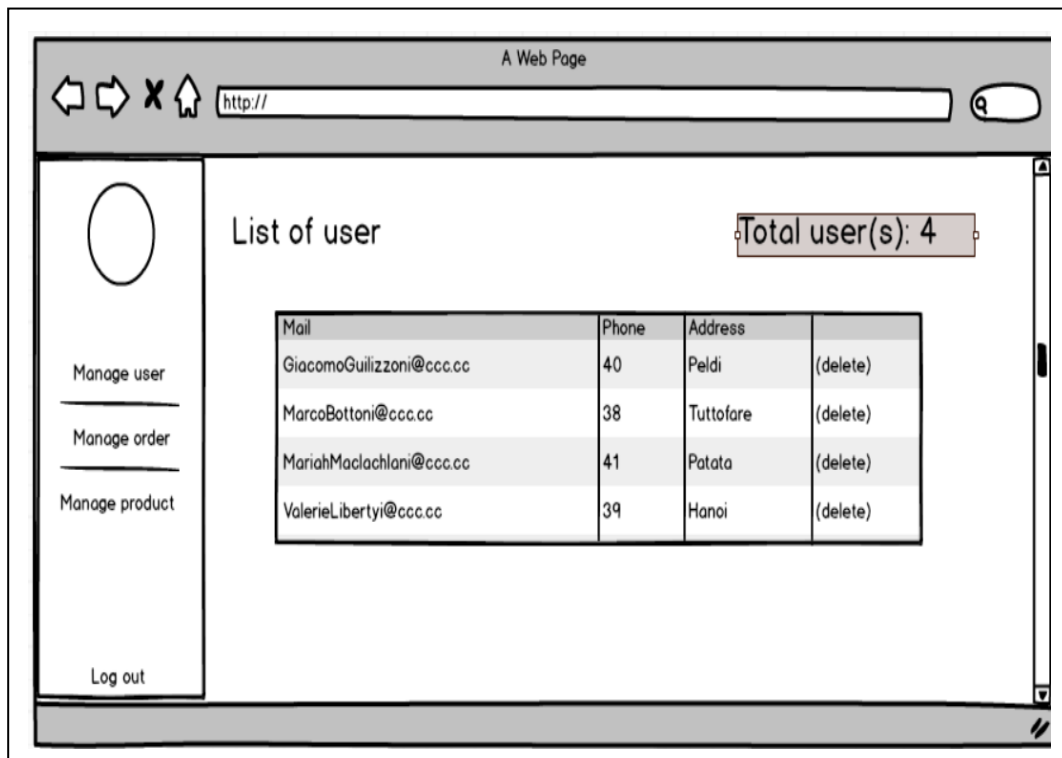 A Web Page
http://
List of user
Total user(s): 4
Mail Phone Address
GiacomoGuilizzoni@ccc.cc 40 Peldi (delete)
MarcoBottoni@ccc.cc 38 Tuttofare (delete)
MariahMaclachlani@ccc.cc 41 Patata (delete)
ValerieLibertyi@ccc.cc 39 Hanoi (delete)
Manage user
Manage order
Manage product
Log out